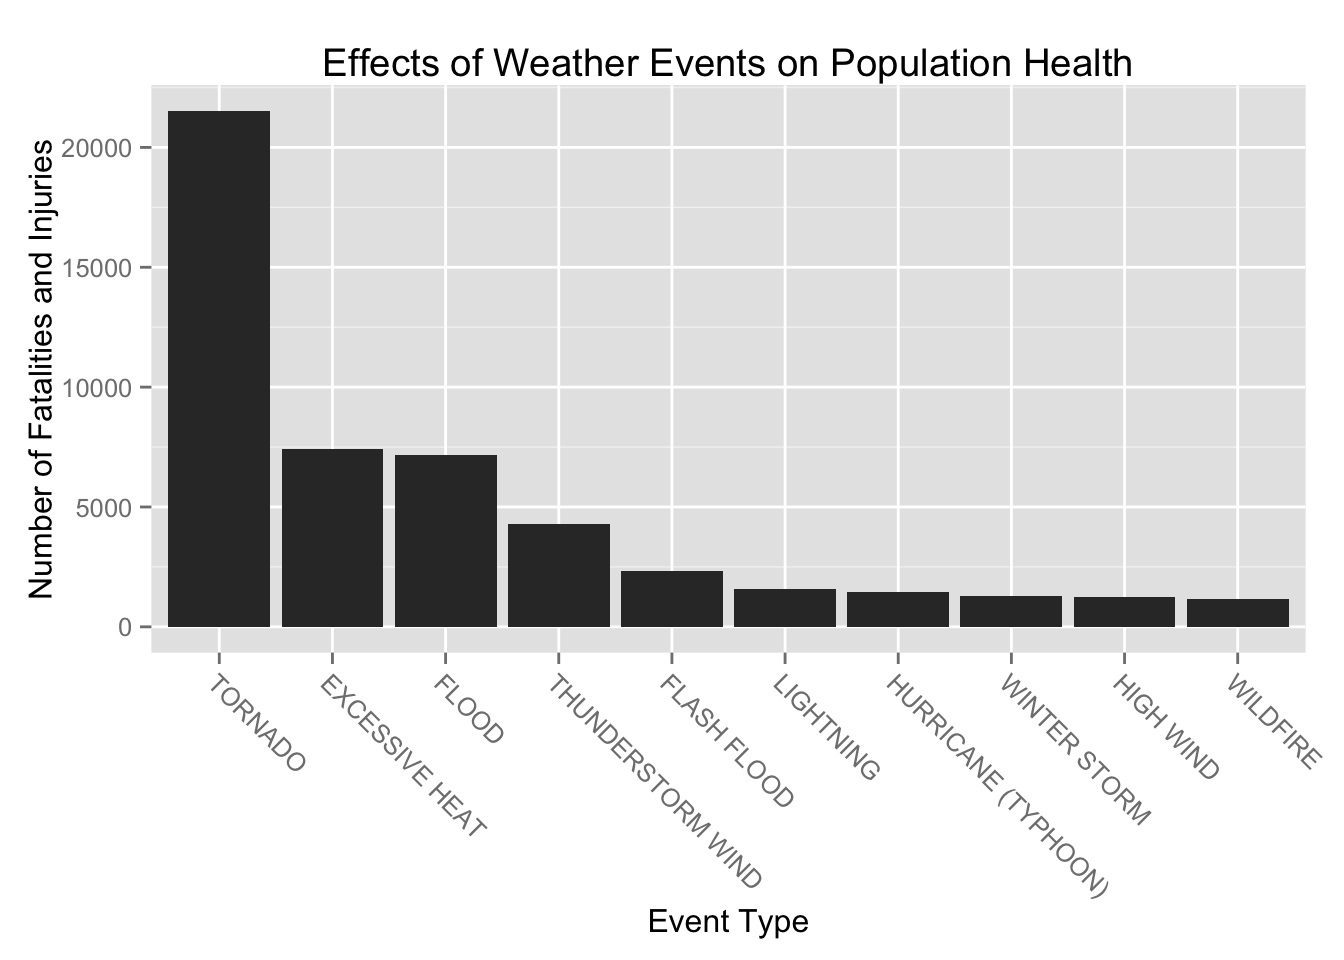 Effects of Weather Events on Population Health
Number of Fatalities and Injuries
20000
15000
10000
5000
0
TORNADO
EXCESSIVE HEAT
FLOOD
THUNDERSTORM WIND
FLASH FLOOD
LIGHTNING
HURRICANE (TYPHOON)
WINTER STORM
HIGH WIND
WILDFIRE
Event Type